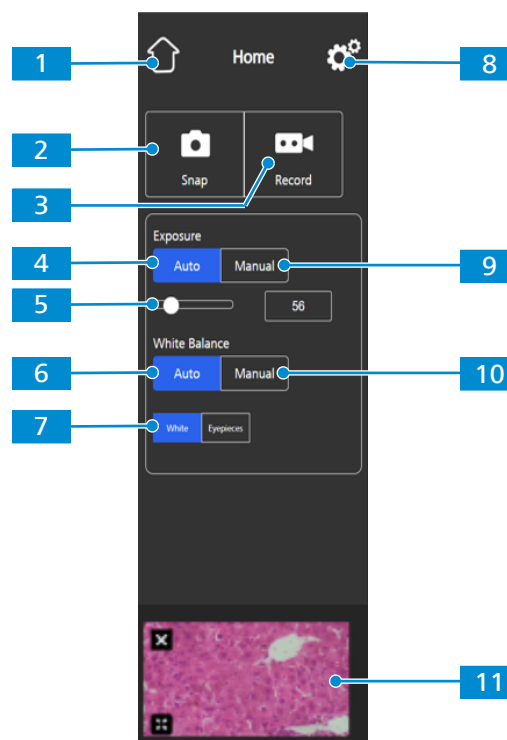 1
Home
8
2
Snap
Record
3
Exposure
4
Auto
Manual
9
5
56
White Balance
6
Auto
Manual
10
7
White
Eyepieces
11